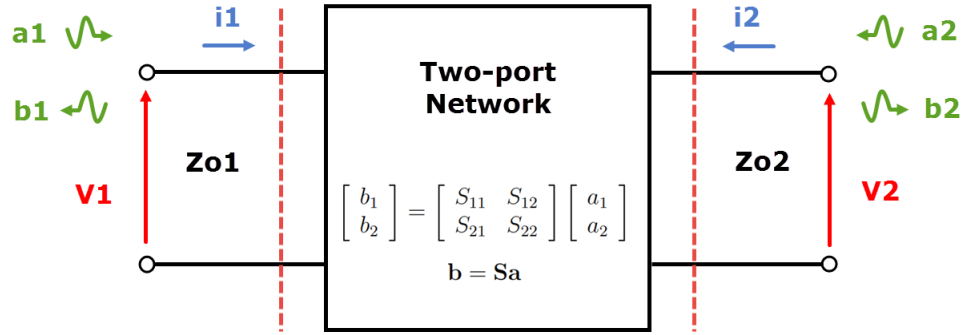 a1 i1 i2 a2
Two-port
Network
b1 b2
Zo1 Zo2
V1 V2
[ b₁ ] = [ S₁₁ S₁₂ ] [ a₁ ]
[ b₂ ] [ S₂₁ S₂₂ ] [ a₂ ]
b = Sa